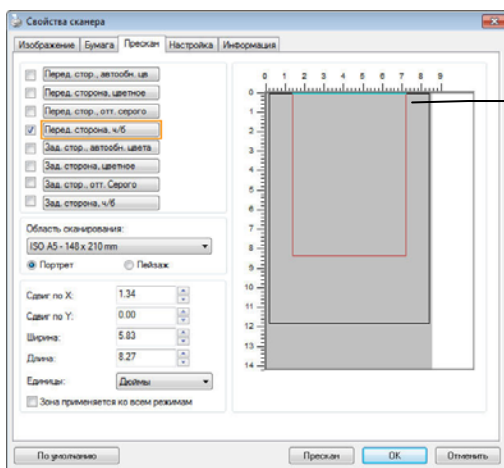 Свойства сканера
Изображение Бумага Прескан Настройка Информация
Перед. стор., автообн. цв
Перед. сторона, цветное
Перед. стор., отт. серого
Перед. сторона, ч/б
Зад. стор., автообн. цвета
Зад. сторона, цветное
Зад. стор., отт. Серого
Зад. сторона, ч/б
Область сканирования:
ISO A5 - 148 x 210 mm
Портрет Пейзаж
Сдвиг по X: 1.34
Сдвиг по Y: 0.00
Ширина: 5.83
Длина: 8.27
Единицы: Дюймы
Зона применяется ко всем режимам
0 1 2 3 4 5 6 7 8 9
0
1
2
3
4
5
6
7
8
9
10
11
12
13
14
По умолчанию Прескан OK Отменить